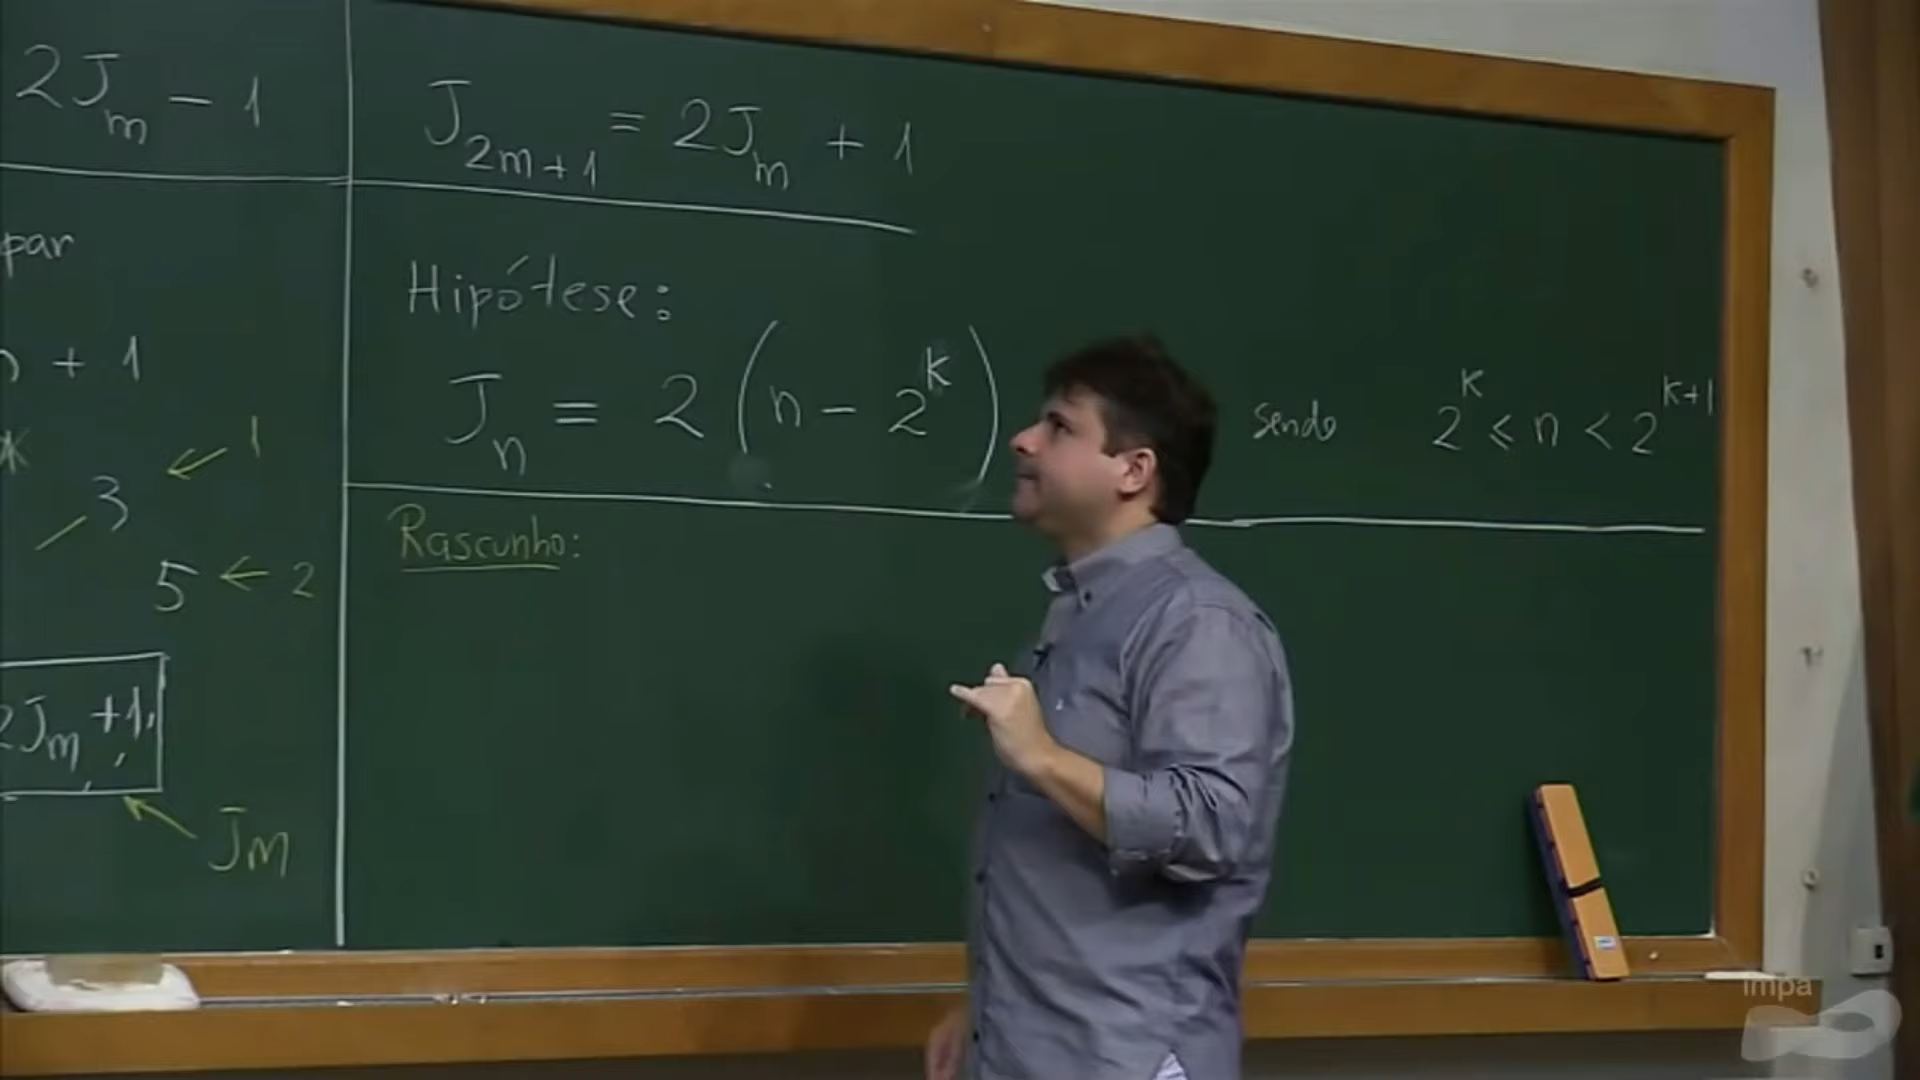 2J_m - 1
J_{2m+1} = 2J_m + 1
par
n + 1
* 
3 ← 1
5 ← 2
2J_m + 1
J_M
Hipótese:
J_n = 2(n - 2^k)
sendo 2^k ≤ n < 2^{k+1}
Rascunho:
impa